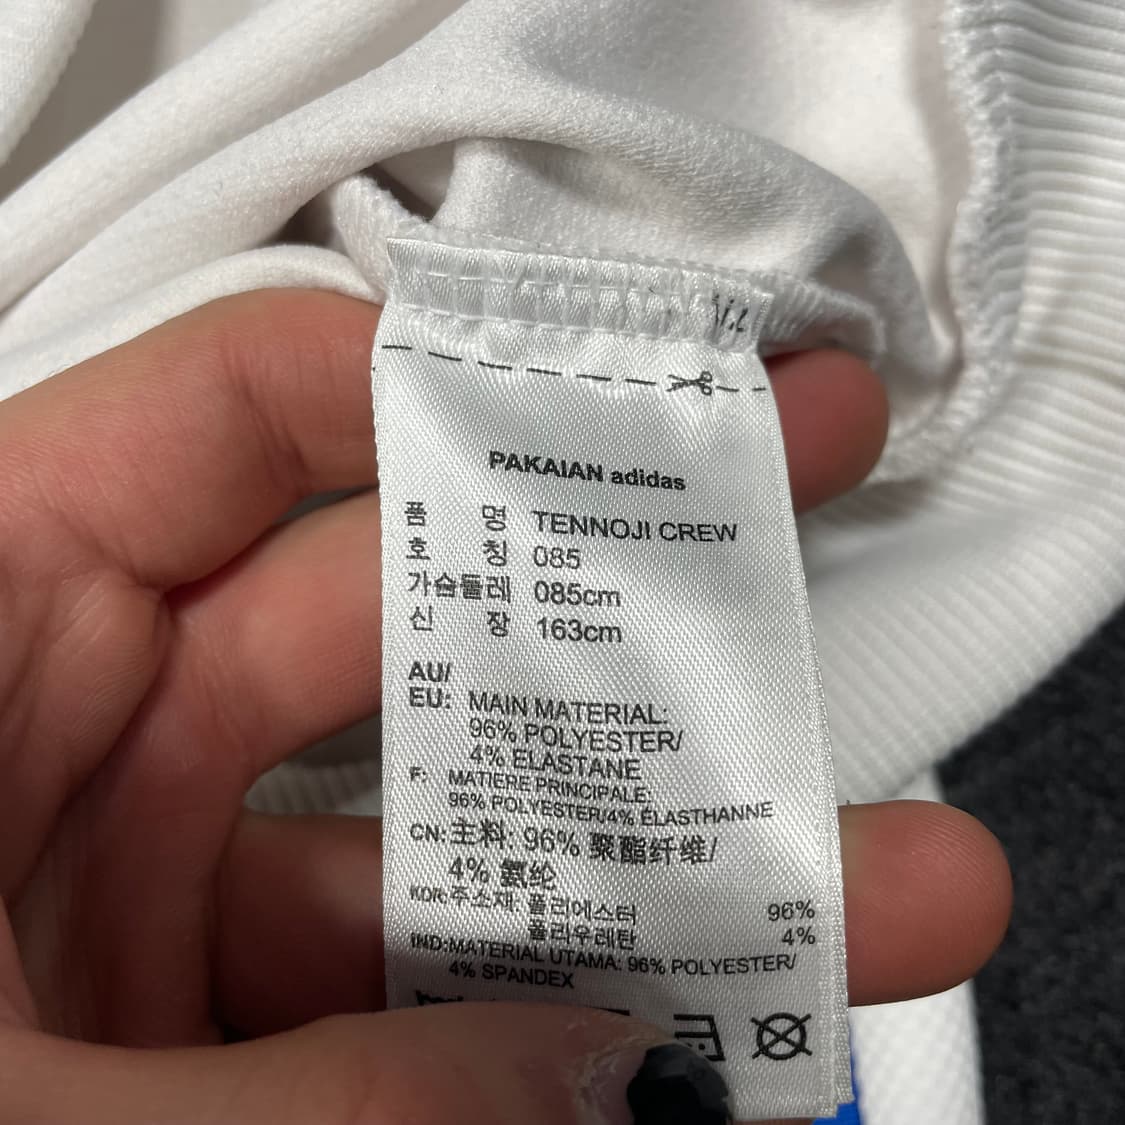 PAKAIAN adidas
품 명 TENNOJI CREW
호 칭 085
가슴둘레 085cm
신 장 163cm
AU/
EU: MAIN MATERIAL:
96% POLYESTER/
4% ELASTANE
F: MATIERE PRINCIPALE:
96% POLYESTER/4% ÉLASTHANNE
CN: 主料: 96% 聚酯纤维/
4% 氨纶
KOR: 주소재: 폴리에스터 96%
폴리우레탄 4%
IND: MATERIAL UTAMA: 96% POLYESTER/
4% SPANDEX